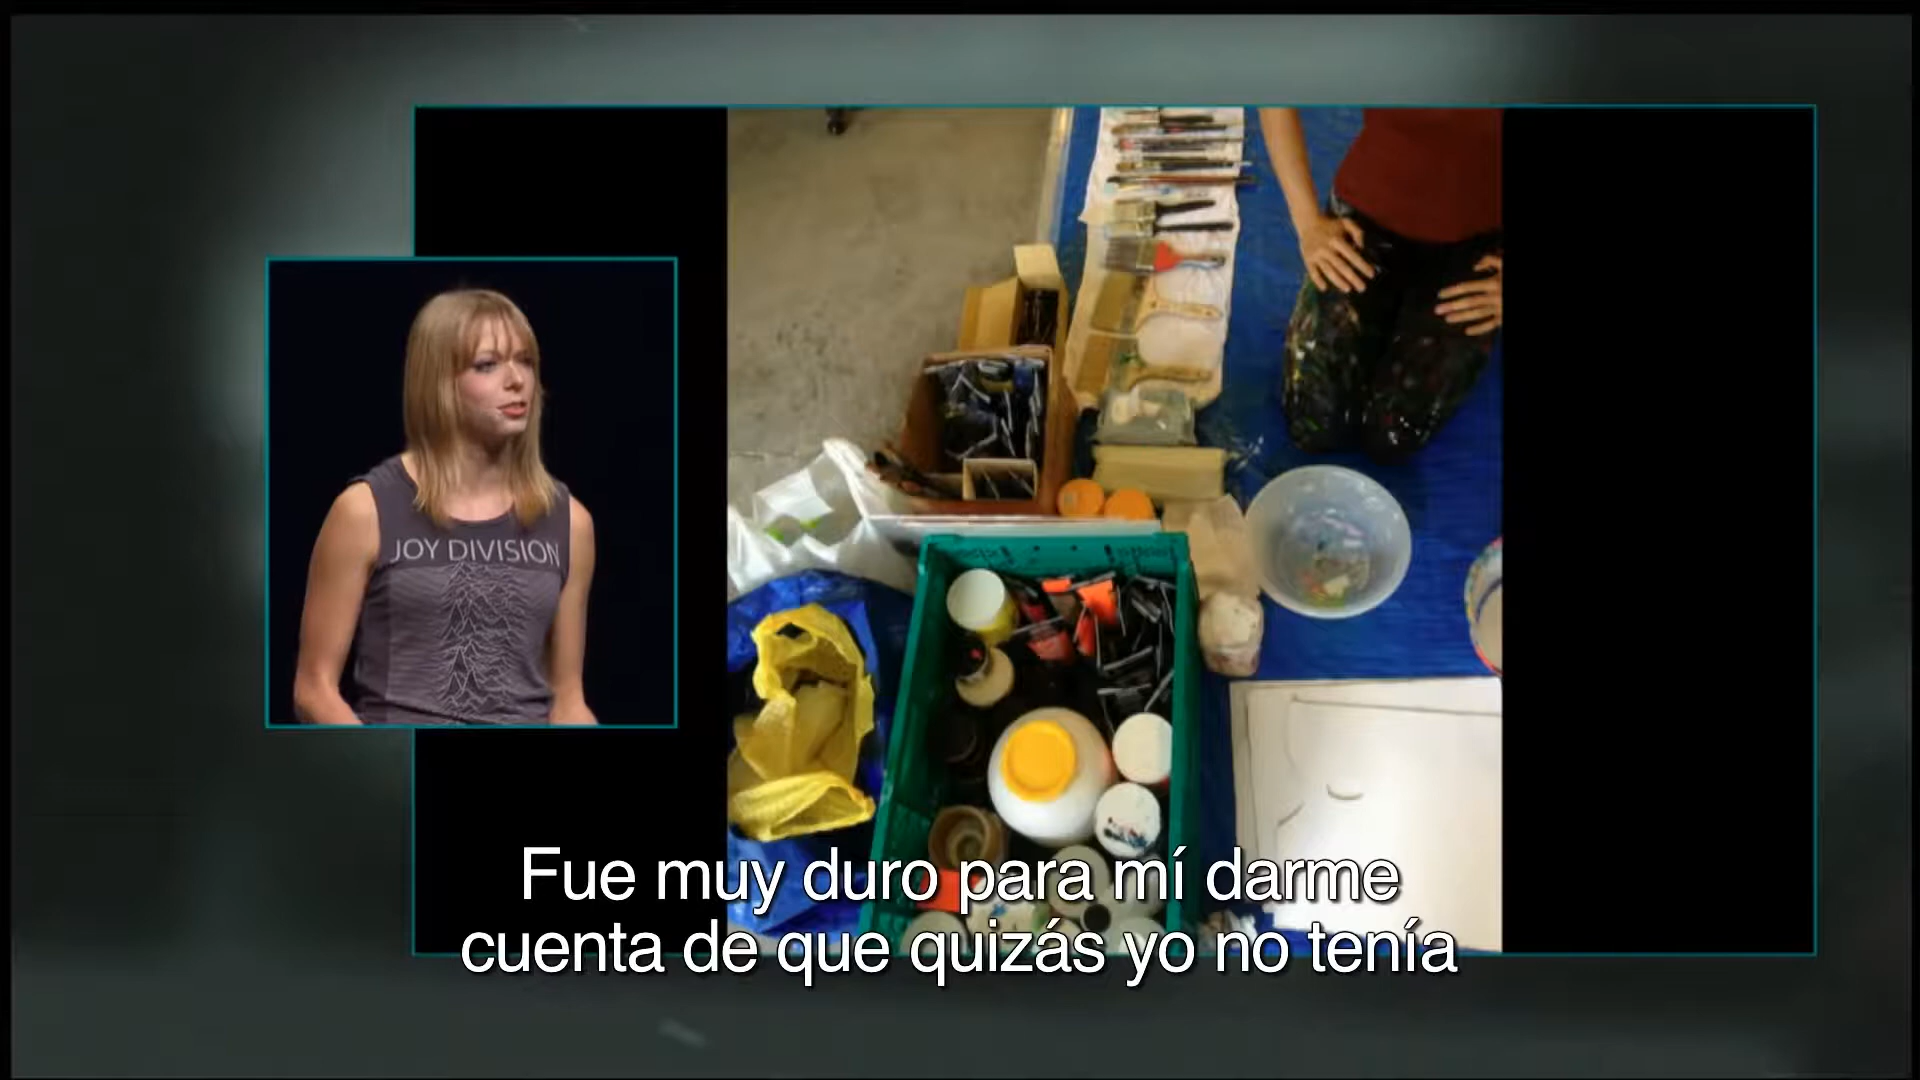 JOY DIVISION
Fue muy duro para mí darme
cuenta de que quizás yo no tenía